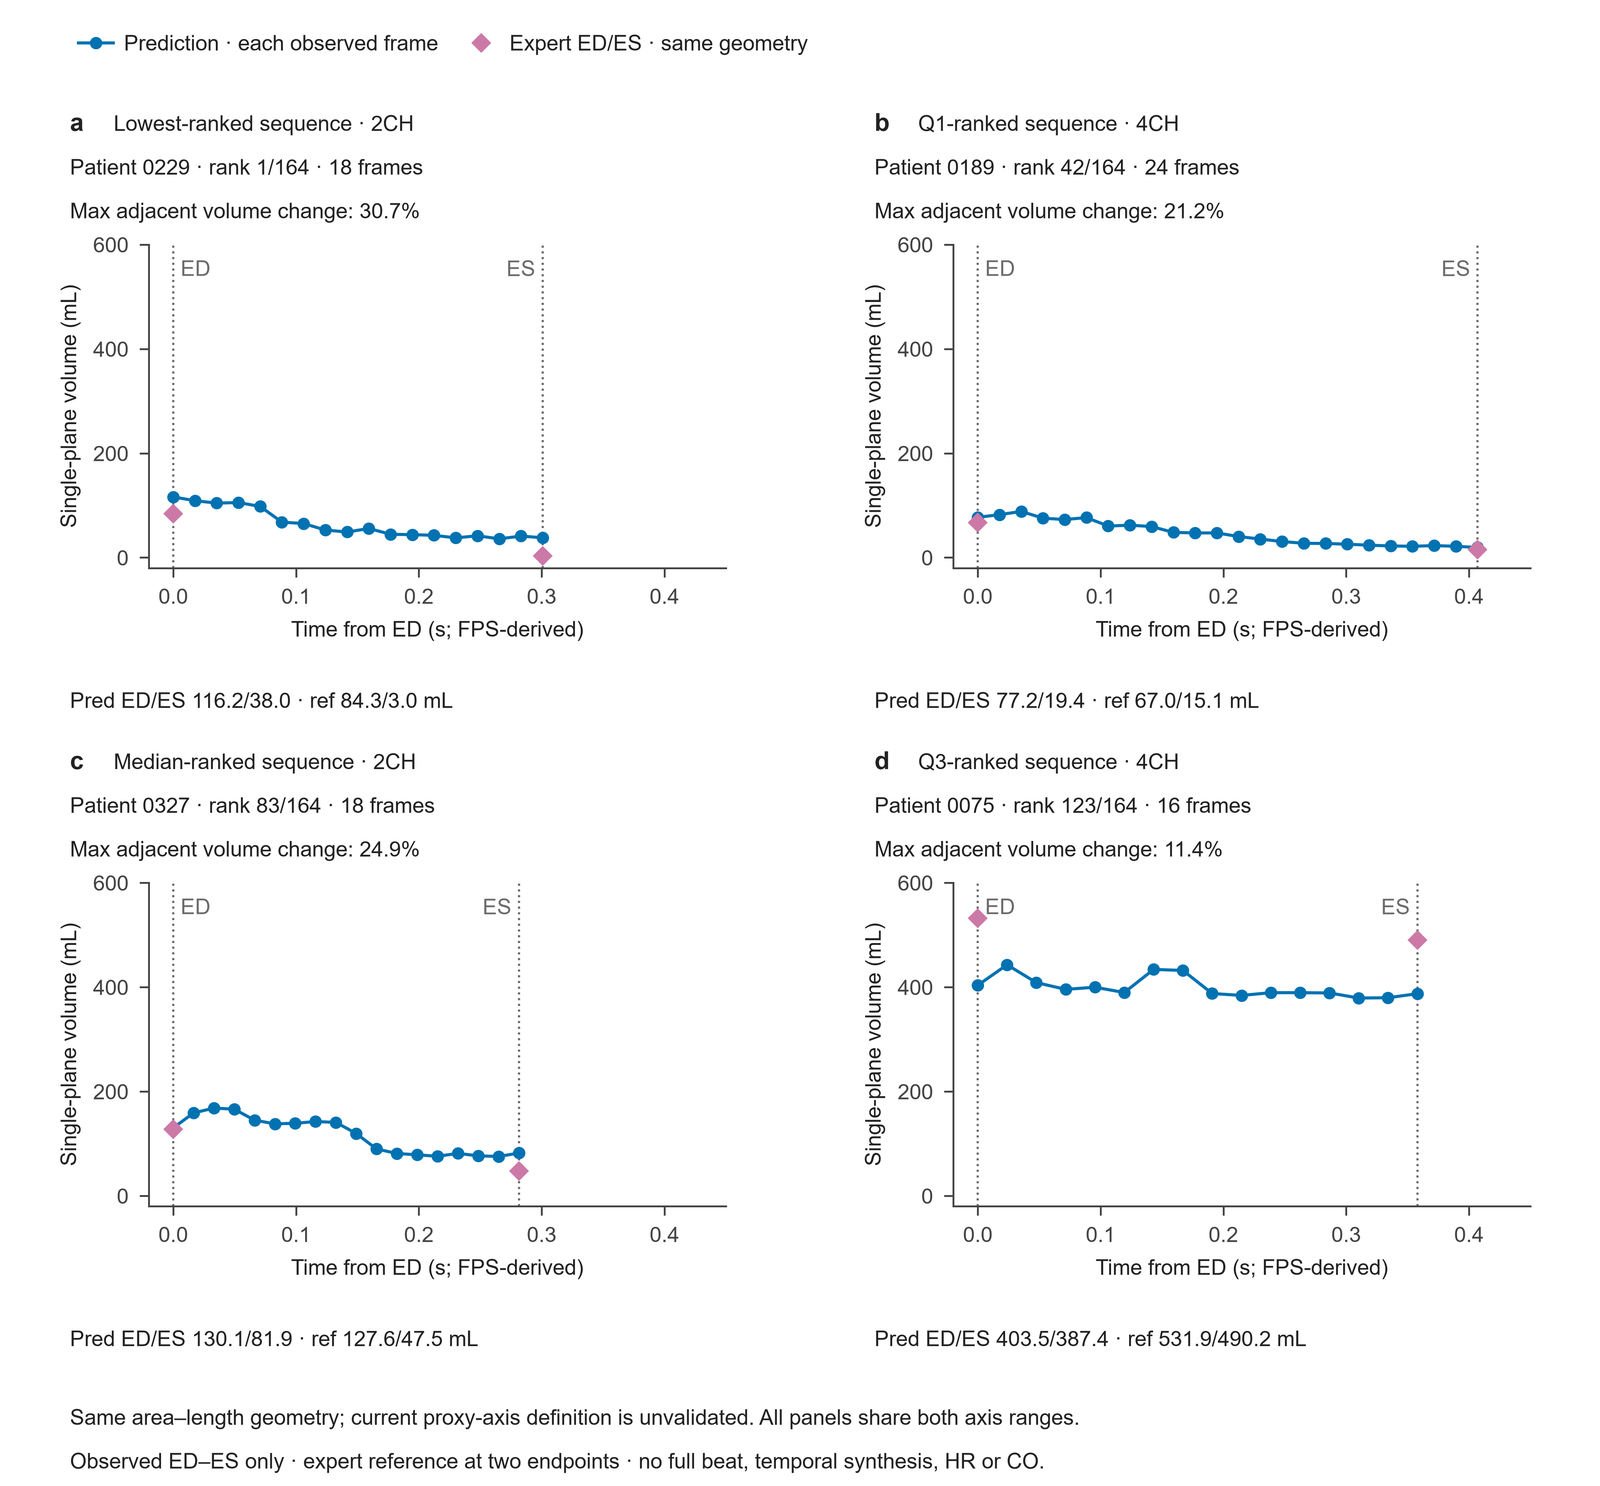 Prediction · each observed frame
Expert ED/ES · same geometry
a Lowest-ranked sequence · 2CH
Patient 0229 · rank 1/164 · 18 frames
Max adjacent volume change: 30.7%
600
400
200
0
Single-plane volume (mL)
ED
ES
0.0 0.1 0.2 0.3 0.4
Time from ED (s; FPS-derived)
Pred ED/ES 116.2/38.0 · ref 84.3/3.0 mL
b Q1-ranked sequence · 4CH
Patient 0189 · rank 42/164 · 24 frames
Max adjacent volume change: 21.2%
600
400
200
0
Single-plane volume (mL)
ED
ES
0.0 0.1 0.2 0.3 0.4
Time from ED (s; FPS-derived)
Pred ED/ES 77.2/19.4 · ref 67.0/15.1 mL
c Median-ranked sequence · 2CH
Patient 0327 · rank 83/164 · 18 frames
Max adjacent volume change: 24.9%
600
400
200
0
Single-plane volume (mL)
ED
ES
0.0 0.1 0.2 0.3 0.4
Time from ED (s; FPS-derived)
Pred ED/ES 130.1/81.9 · ref 127.6/47.5 mL
d Q3-ranked sequence · 4CH
Patient 0075 · rank 123/164 · 16 frames
Max adjacent volume change: 11.4%
600
400
200
0
Single-plane volume (mL)
ED
ES
0.0 0.1 0.2 0.3 0.4
Time from ED (s; FPS-derived)
Pred ED/ES 403.5/387.4 · ref 531.9/490.2 mL
Same area–length geometry; current proxy-axis definition is unvalidated. All panels share both axis ranges.
Observed ED–ES only · expert reference at two endpoints · no full beat, temporal synthesis, HR or CO.